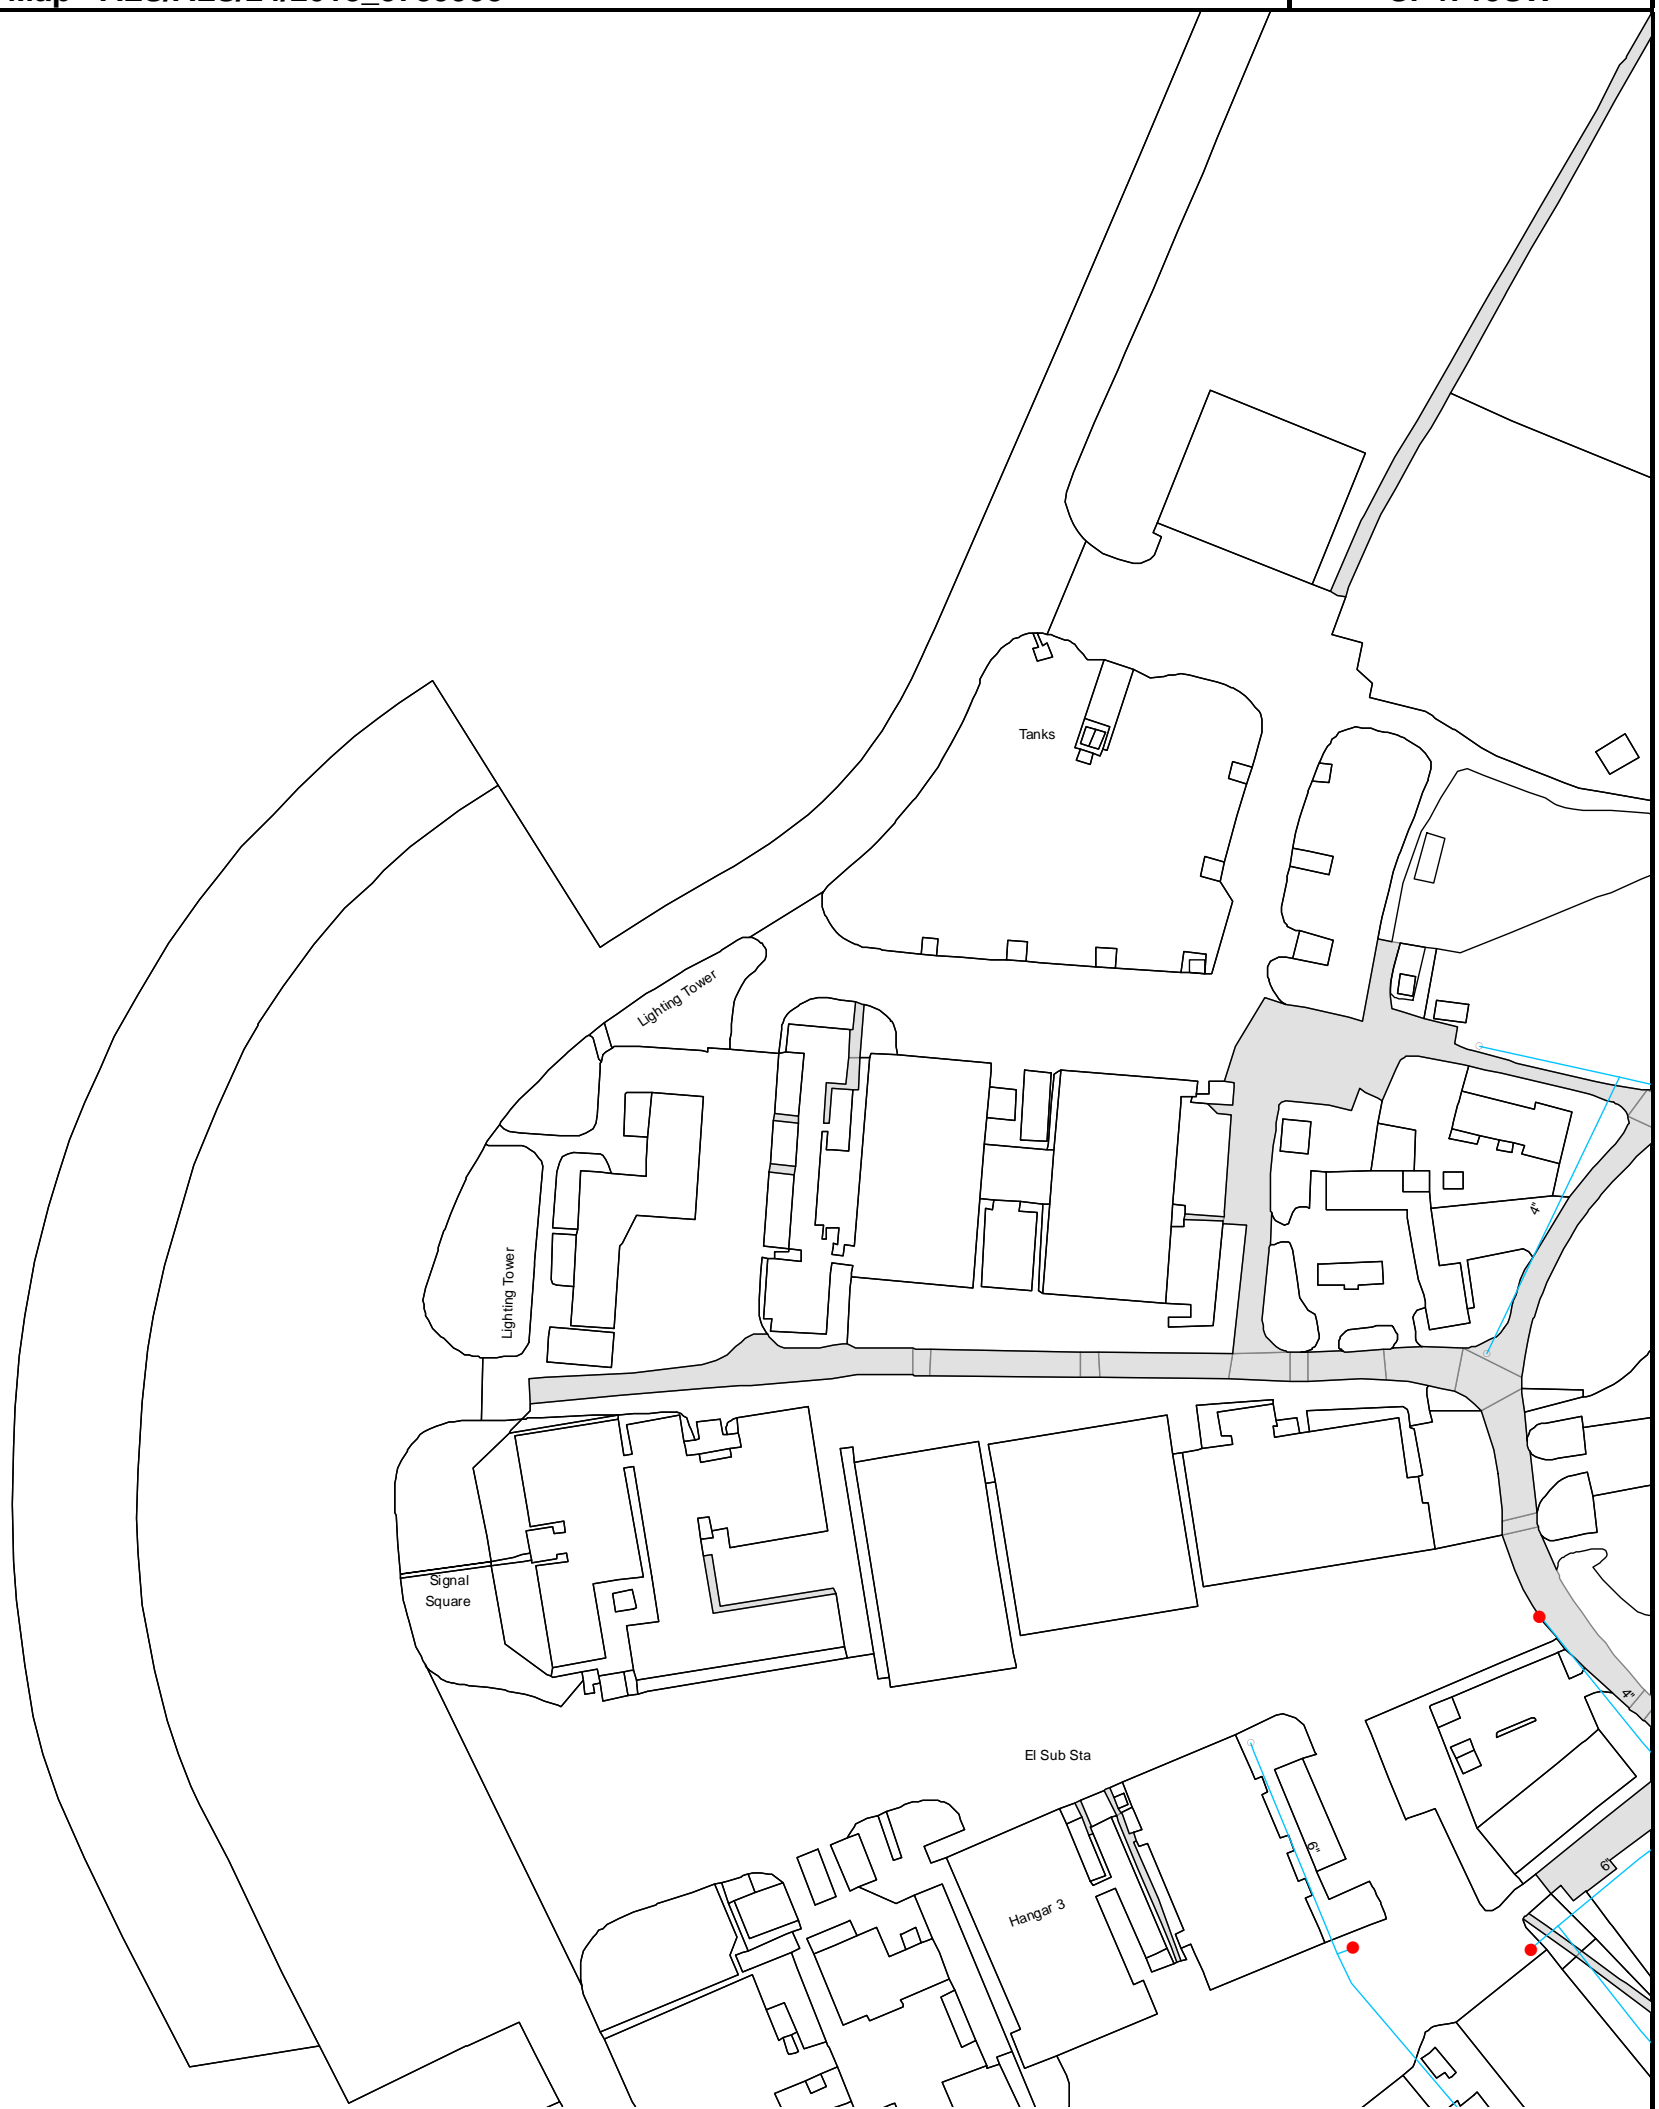 Tanks
Lighting Tower
4"
Lighting Tower
Signal
Square
4"
El Sub Sta
6"
6"
Hangar 3